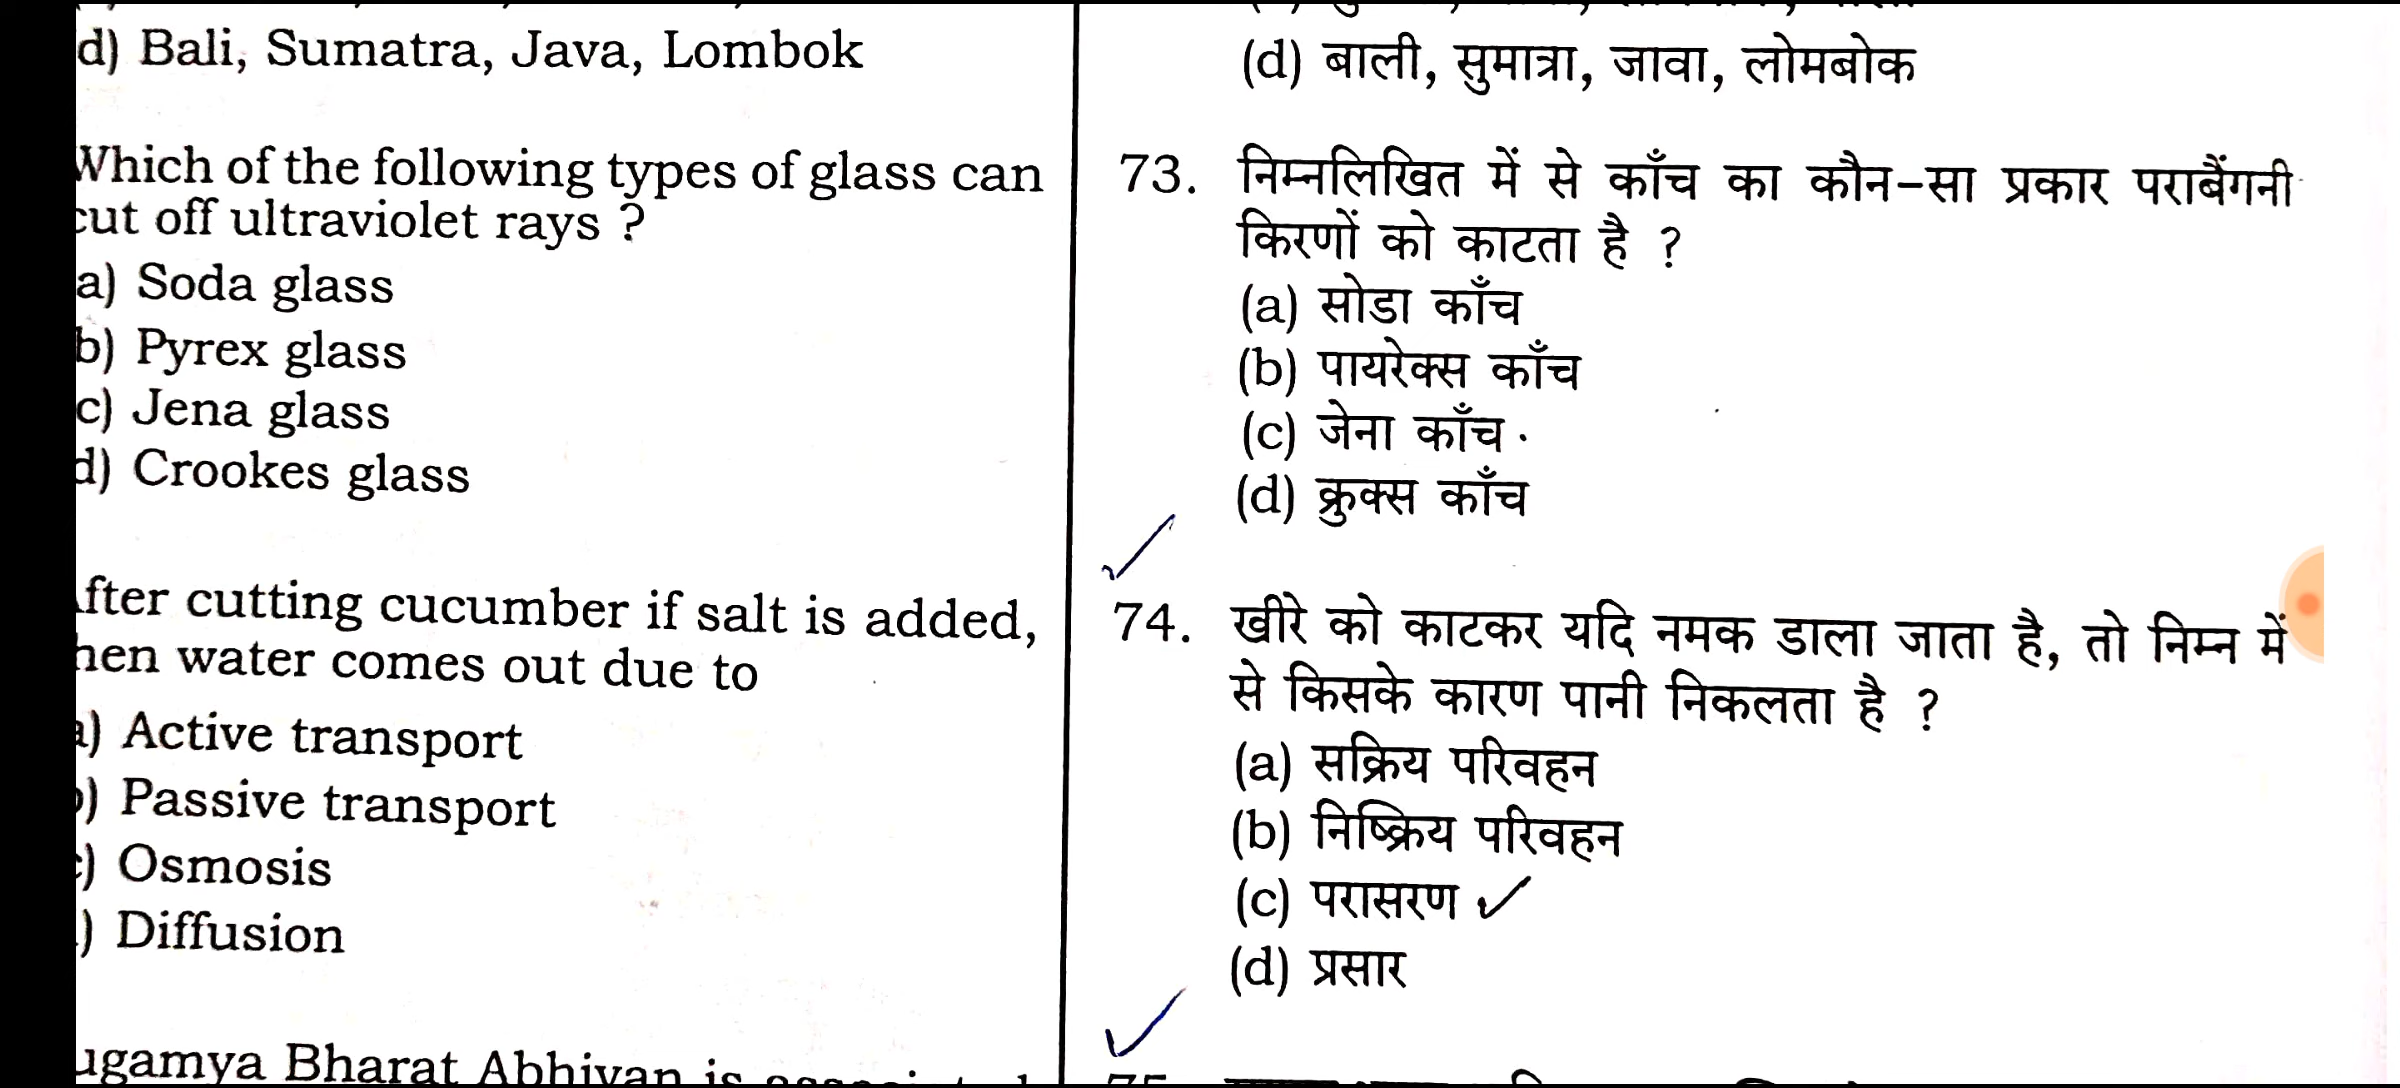 d) Bali, Sumatra, Java, Lombok
Which of the following types of glass can
cut off ultraviolet rays ?
a) Soda glass
b) Pyrex glass
c) Jena glass
d) Crookes glass
fter cutting cucumber if salt is added,
hen water comes out due to
a) Active transport
) Passive transport
) Osmosis
) Diffusion
ugamya Bharat Abhiyan is
(d) बाली, सुमात्रा, जावा, लोमबोक
73. निम्नलिखित में से काँच का कौन-सा प्रकार पराबैंगनी
किरणों को काटता है ?
(a) सोडा काँच
(b) पायरेक्स काँच
(c) जेना काँच
(d) क्रुक्स काँच
74. खीरे को काटकर यदि नमक डाला जाता है, तो निम्न में
से किसके कारण पानी निकलता है ?
(a) सक्रिय परिवहन
(b) निष्क्रिय परिवहन
(c) परासरण
(d) प्रसार